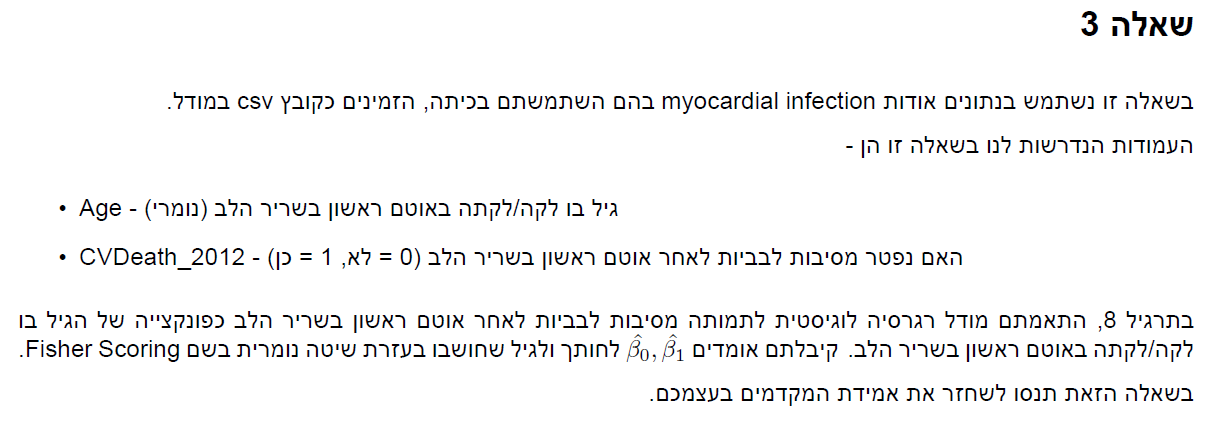 שאלה 3
בשאלה זו נשתמש בנתונים אודות myocardial infection בהם השתמשתם בכיתה, הזמינים כקובץ csv במודל.
העמודות הנדרשות לנו בשאלה זו הן -
• Age - גיל בו לקה/לקתה באוטם ראשון בשריר הלב (נומרי)
• CVDeath_2012 - האם נפטר מסיבות לבביות לאחר אוטם ראשון בשריר הלב (0 = לא, 1 = כן)
בתרגיל 8, התאמתם מודל רגרסיה לוגיסטית לתמותה מסיבות לבביות לאחר אוטם ראשון בשריר הלב כפונקצייה של הגיל בו
לקה/לקתה באוטם ראשון בשריר הלב. קיבלתם אומדים $\hat{\beta}_0, \hat{\beta}_1$ לחותך ולגיל שחושבו בעזרת שיטה נומרית בשם Fisher Scoring.
בשאלה הזאת תנסו לשחזר את אמידת המקדמים בעצמכם.